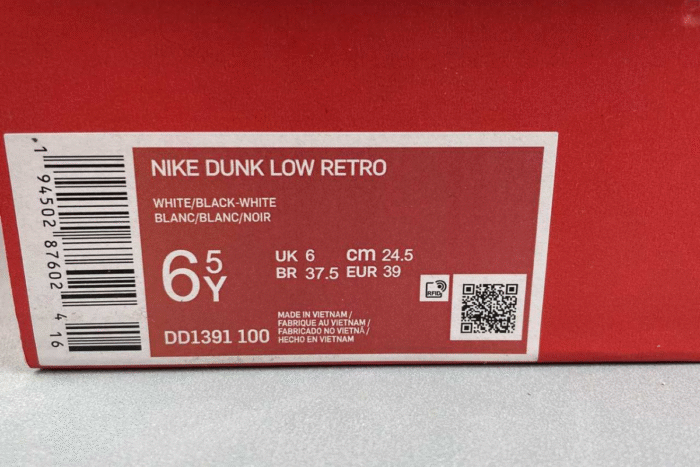 NIKE DUNK LOW RETRO
WHITE/BLACK-WHITE
BLANC/BLANC/NOIR
6 5Y
UK 6 cm 24.5
BR 37.5 EUR 39
RFID
DD1391 100
MADE IN VIETNAM /
FABRIQUE AU VIETNAM /
FABRICADO NO VIETNÃ /
HECHO EN VIETNAM
1 94502 87602 4 16